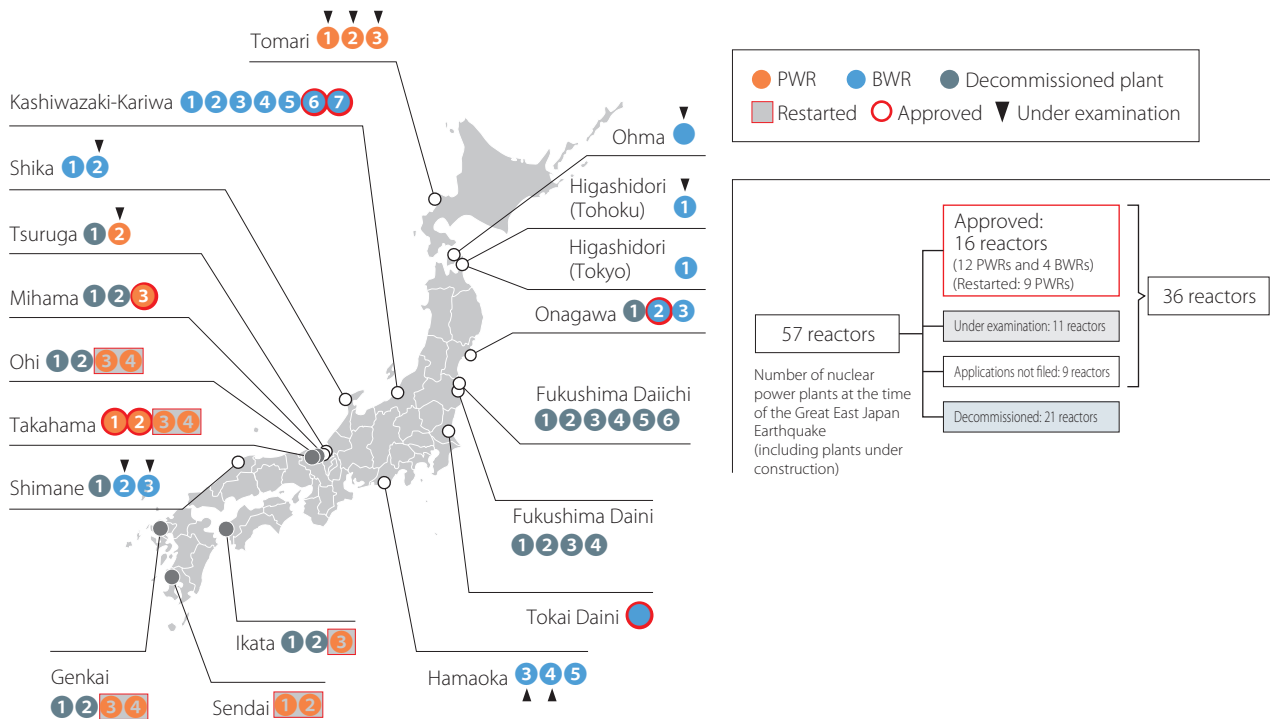 Tomari 1 2 3
Kashiwazaki-Kariwa 1 2 3 4 5 6 7
Shika 1 2
Tsuruga 1 2
Mihama 1 2 3
Ohi 1 2 3 4
Takahama 1 2 3 4
Shimane 1 2 3
Genkai
1 2 3 4
Sendai 1 2
Ikata 1 2 3
Ohma
Higashidori
(Tohoku) 1
Higashidori
(Tokyo) 1
Onagawa 1 2 3
Fukushima Daiichi
1 2 3 4 5 6
Fukushima Daini
1 2 3 4
Tokai Daini
Hamaoka 3 4 5
PWR BWR Decommissioned plant
Restarted Approved Under examination
57 reactors
Number of nuclear
power plants at the time
of the Great East Japan
Earthquake
(including plants under
construction)
Approved:
16 reactors
(12 PWRs and 4 BWRs)
(Restarted: 9 PWRs)
Under examination: 11 reactors
Applications not filed: 9 reactors
Decommissioned: 21 reactors
36 reactors